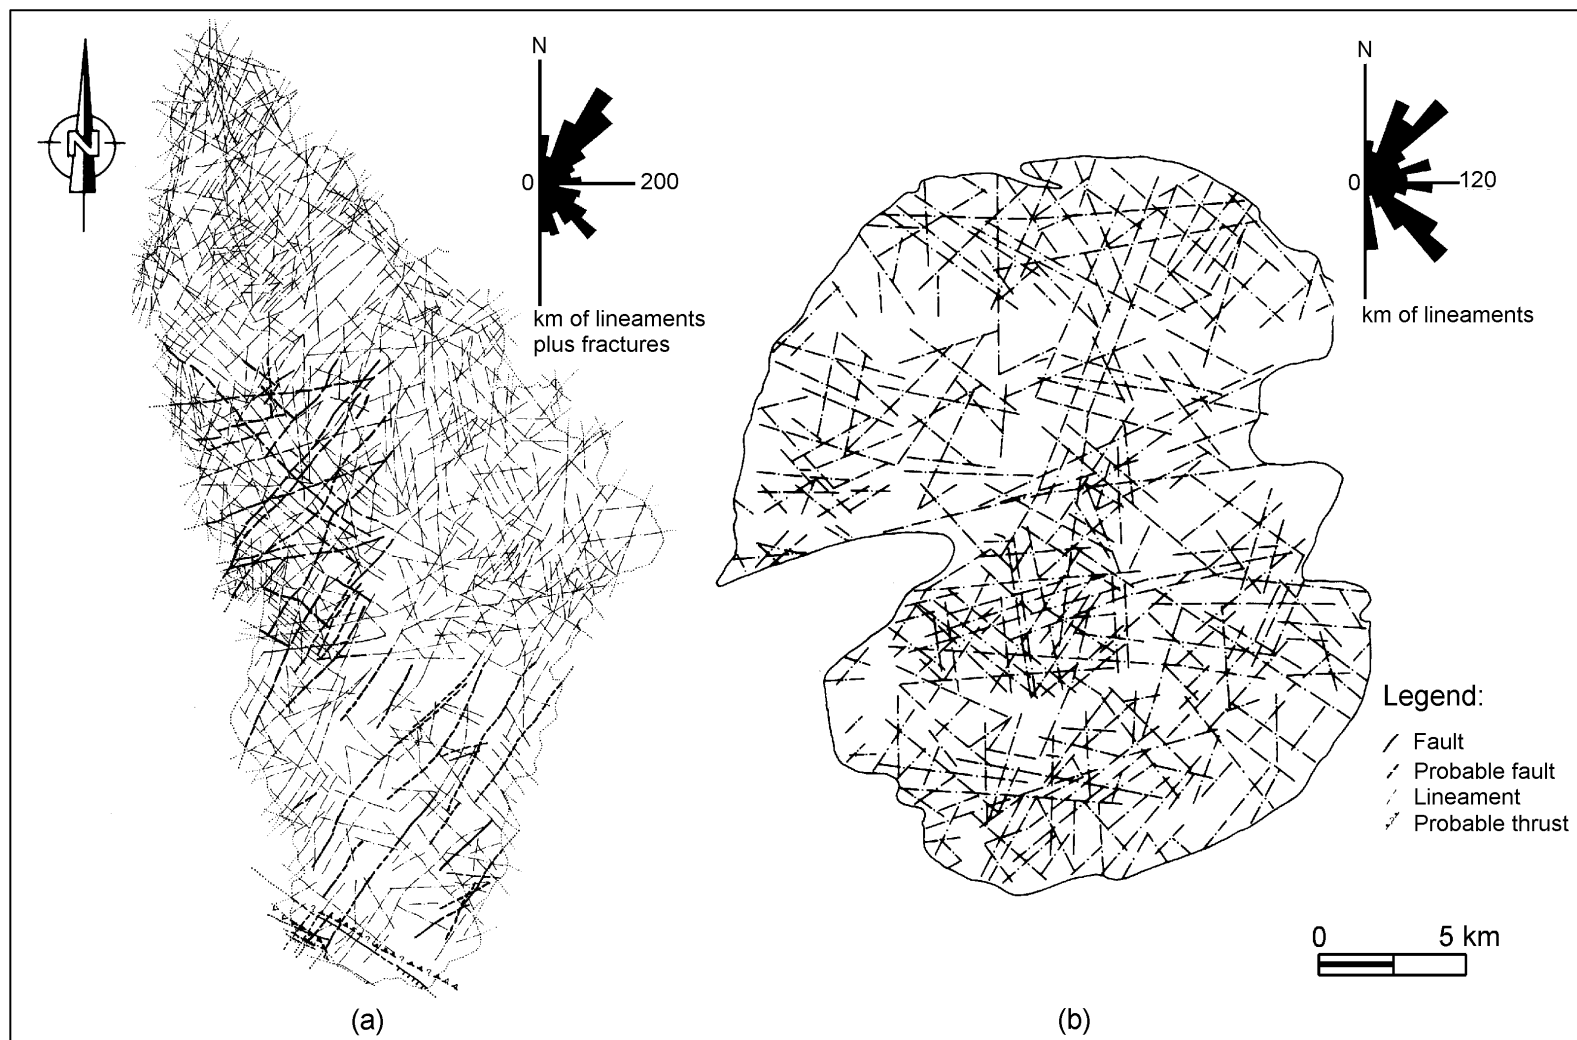 N
N
N
0
200
0
120
km of lineaments
plus fractures
km of lineaments
Legend:
Fault
Probable fault
Lineament
Probable thrust
0
5 km
(a)
(b)